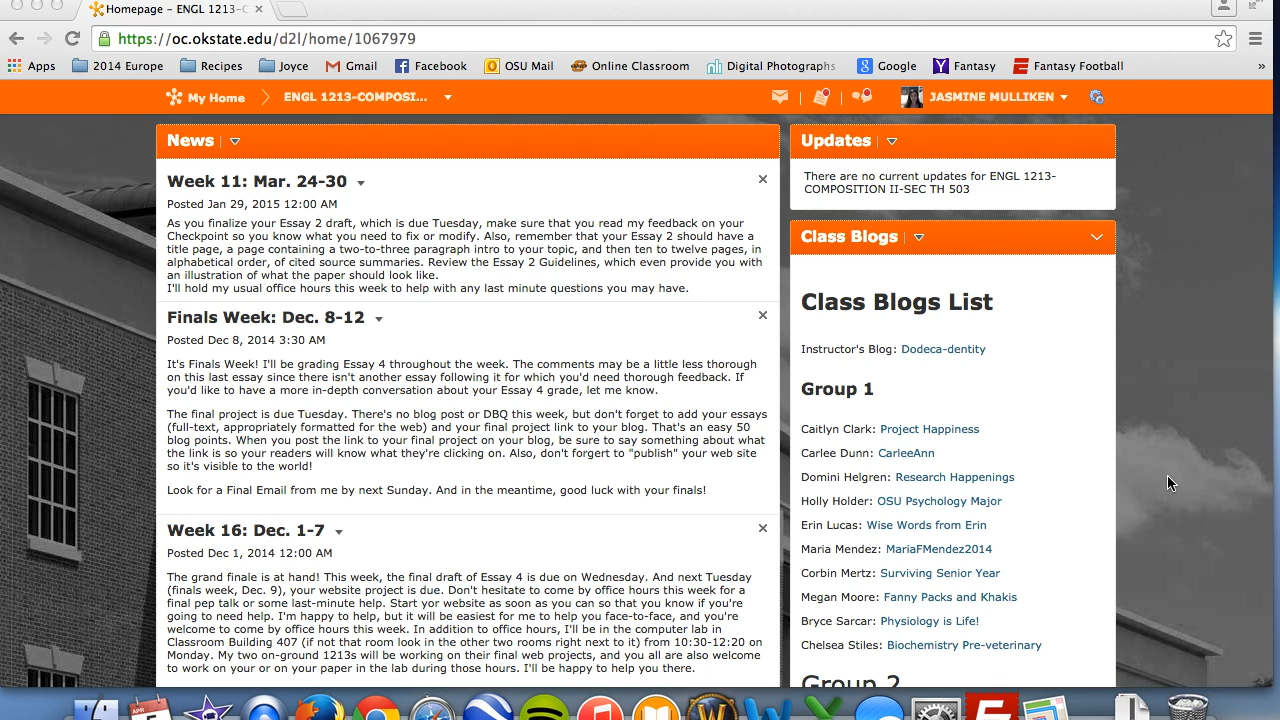 Homepage – ENGL 1213-C
https://oc.okstate.edu/d2l/home/1067979
Apps 2014 Europe Recipes Joyce Gmail Facebook OSU Mail Online Classroom Digital Photographs Google Fantasy Fantasy Football »
My Home ENGL 1213-COMPOSI... JASMINE MULLIKEN
News
Week 11: Mar. 24-30
Posted Jan 29, 2015 12:00 AM
As you finalize your Essay 2 draft, which is due Tuesday, make sure that you read my feedback on your
Checkpoint so you know what you need to fix or modify. Also, remember that your Essay 2 should have a
title page, a page containing a two-to-three paragraph intro to your topic, and then ten to twelve pages, in
alphabetical order, of cited source summaries. Review the Essay 2 Guidelines, which even provide you with
an illustration of what the paper should look like.
I'll hold my usual office hours this week to help with any last minute questions you may have.
Finals Week: Dec. 8-12
Posted Dec 8, 2014 3:30 AM
It's Finals Week! I'll be grading Essay 4 throughout the week. The comments may be a little less thorough
on this last essay since there isn't another essay following it for which you'd need thorough feedback. If
you'd like to have a more in-depth conversation about your Essay 4 grade, let me know.
The final project is due Tuesday. There's no blog post or DBQ this week, but don't forget to add your essays
(full-text, appropriately formatted for the web) and your final project link to your blog. That's an easy 50
blog points. When you post the link to your final project on your blog, be sure to say something about what
the link is so your readers will know what they're clicking on. Also, don't forgert to "publish" your web site
so it's visible to the world!
Look for a Final Email from me by next Sunday. And in the meantime, good luck with your finals!
Week 16: Dec. 1-7
Posted Dec 1, 2014 12:00 AM
The grand finale is at hand! This week, the final draft of Essay 4 is due on Wednesday. And next Tuesday
(finals week, Dec. 9), your website project is due. Don't hesitate to come by office hours this week for a
final pep talk or some last-minute help. Start yor website as soon as you can so that you know if you're
going to need help. I'm happy to help, but it will be easiest for me to help you face-to-face, and you're
welcome to come by office hours this week. In addition to office hours, I'll be in the computer lab in
Classroom Building 407 (if not that room look in the other two rooms right next to it) from 10:30-12:20 on
Monday. My two on-ground 1213s will be working on their final web projects, and you all are also welcome
to work on your or on your paper in the lab during those hours. I'll be happy to help you there.
Updates
There are no current updates for ENGL 1213-
COMPOSITION II-SEC TH 503
Class Blogs
Class Blogs List
Instructor's Blog: Dodeca-dentity
Group 1
Caitlyn Clark: Project Happiness
Carlee Dunn: CarleeAnn
Domini Helgren: Research Happenings
Holly Holder: OSU Psychology Major
Erin Lucas: Wise Words from Erin
Maria Mendez: MariaFMendez2014
Corbin Mertz: Surviving Senior Year
Megan Moore: Fanny Packs and Khakis
Bryce Sarcar: Physiology is Life!
Chelsea Stiles: Biochemistry Pre-veterinary
Group 2
APR